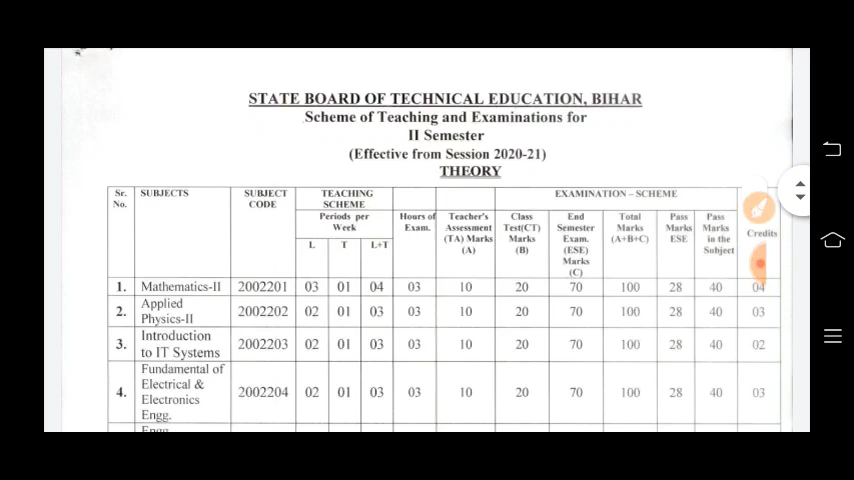 STATE BOARD OF TECHNICAL EDUCATION, BIHAR
Scheme of Teaching and Examinations for
II Semester
(Effective from Session 2020-21)
THEORY
Sr. No. SUBJECTS SUBJECT CODE TEACHING SCHEME EXAMINATION – SCHEME
Periods per Week Hours of Exam. Teacher's Assessment (TA) Marks (A) Class Test(CT) Marks (B) End Semester Exam. (ESE) Marks (C) Total Marks (A+B+C) Pass Marks ESE Pass Marks in the Subject Credits
L T L+T
1. Mathematics-II 2002201 03 01 04 03 10 20 70 100 28 40 04
2. Applied Physics-II 2002202 02 01 03 03 10 20 70 100 28 40 03
3. Introduction to IT Systems 2002203 02 01 03 03 10 20 70 100 28 40 02
4. Fundamental of Electrical & Electronics Engg. 2002204 02 01 03 03 10 20 70 100 28 40 03
Engg.